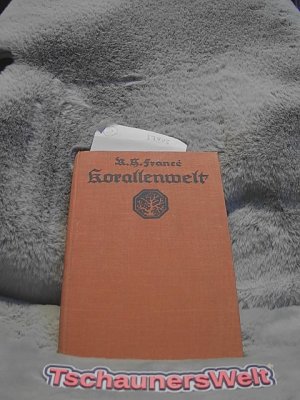 R. H. Francé
Korallenwelt
TSCHAUNERSWELT